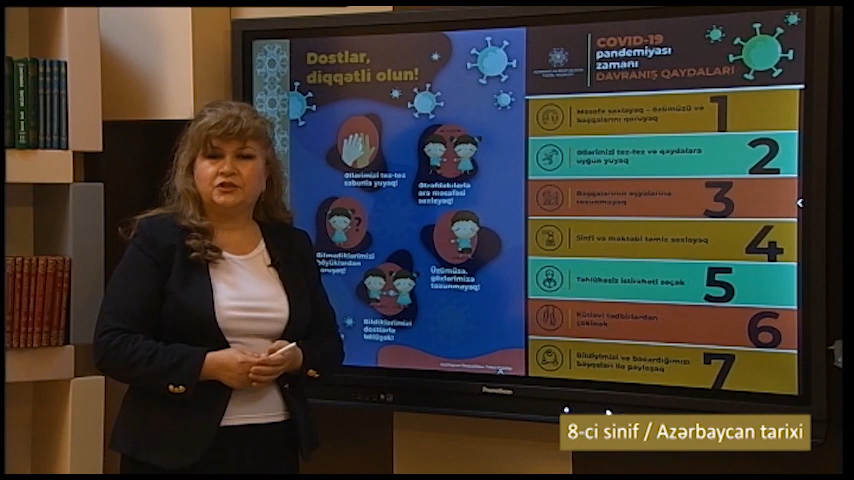 Dostlar,
diqqətli olun!
Əllərimizi tez-tez
sabunla yuyaq!
Ətrafdakılarla
ara məsafəsi
saxlayaq!
Bilmədiklərimizi
böyüklərdən
soruşaq!
Üzümüzə,
gözlərimizə
toxunmayaq!
Bildiklərimizi
dostlarla
bölüşək!
COVID-19
pandemiyası
zamanı
DAVRANIŞ QAYDALARI
Məsafə saxlayaq - özümüzü və
başqalarını qoruyaq
1
Əllərimizi tez-tez və qaydalara
uyğun yuyaq
2
Başqalarının əşyalarına
toxunmayaq
3
Sinfi və məktəbi təmiz saxlayaq
4
Təhlükəsiz istirahəti seçək
5
Kütləvi tədbirlərdən
çəkinək
6
Bildiyimizi və bacardığımızı
başqaları ilə paylaşaq
7
Promethean
8-ci sinif / Azərbaycan tarixi